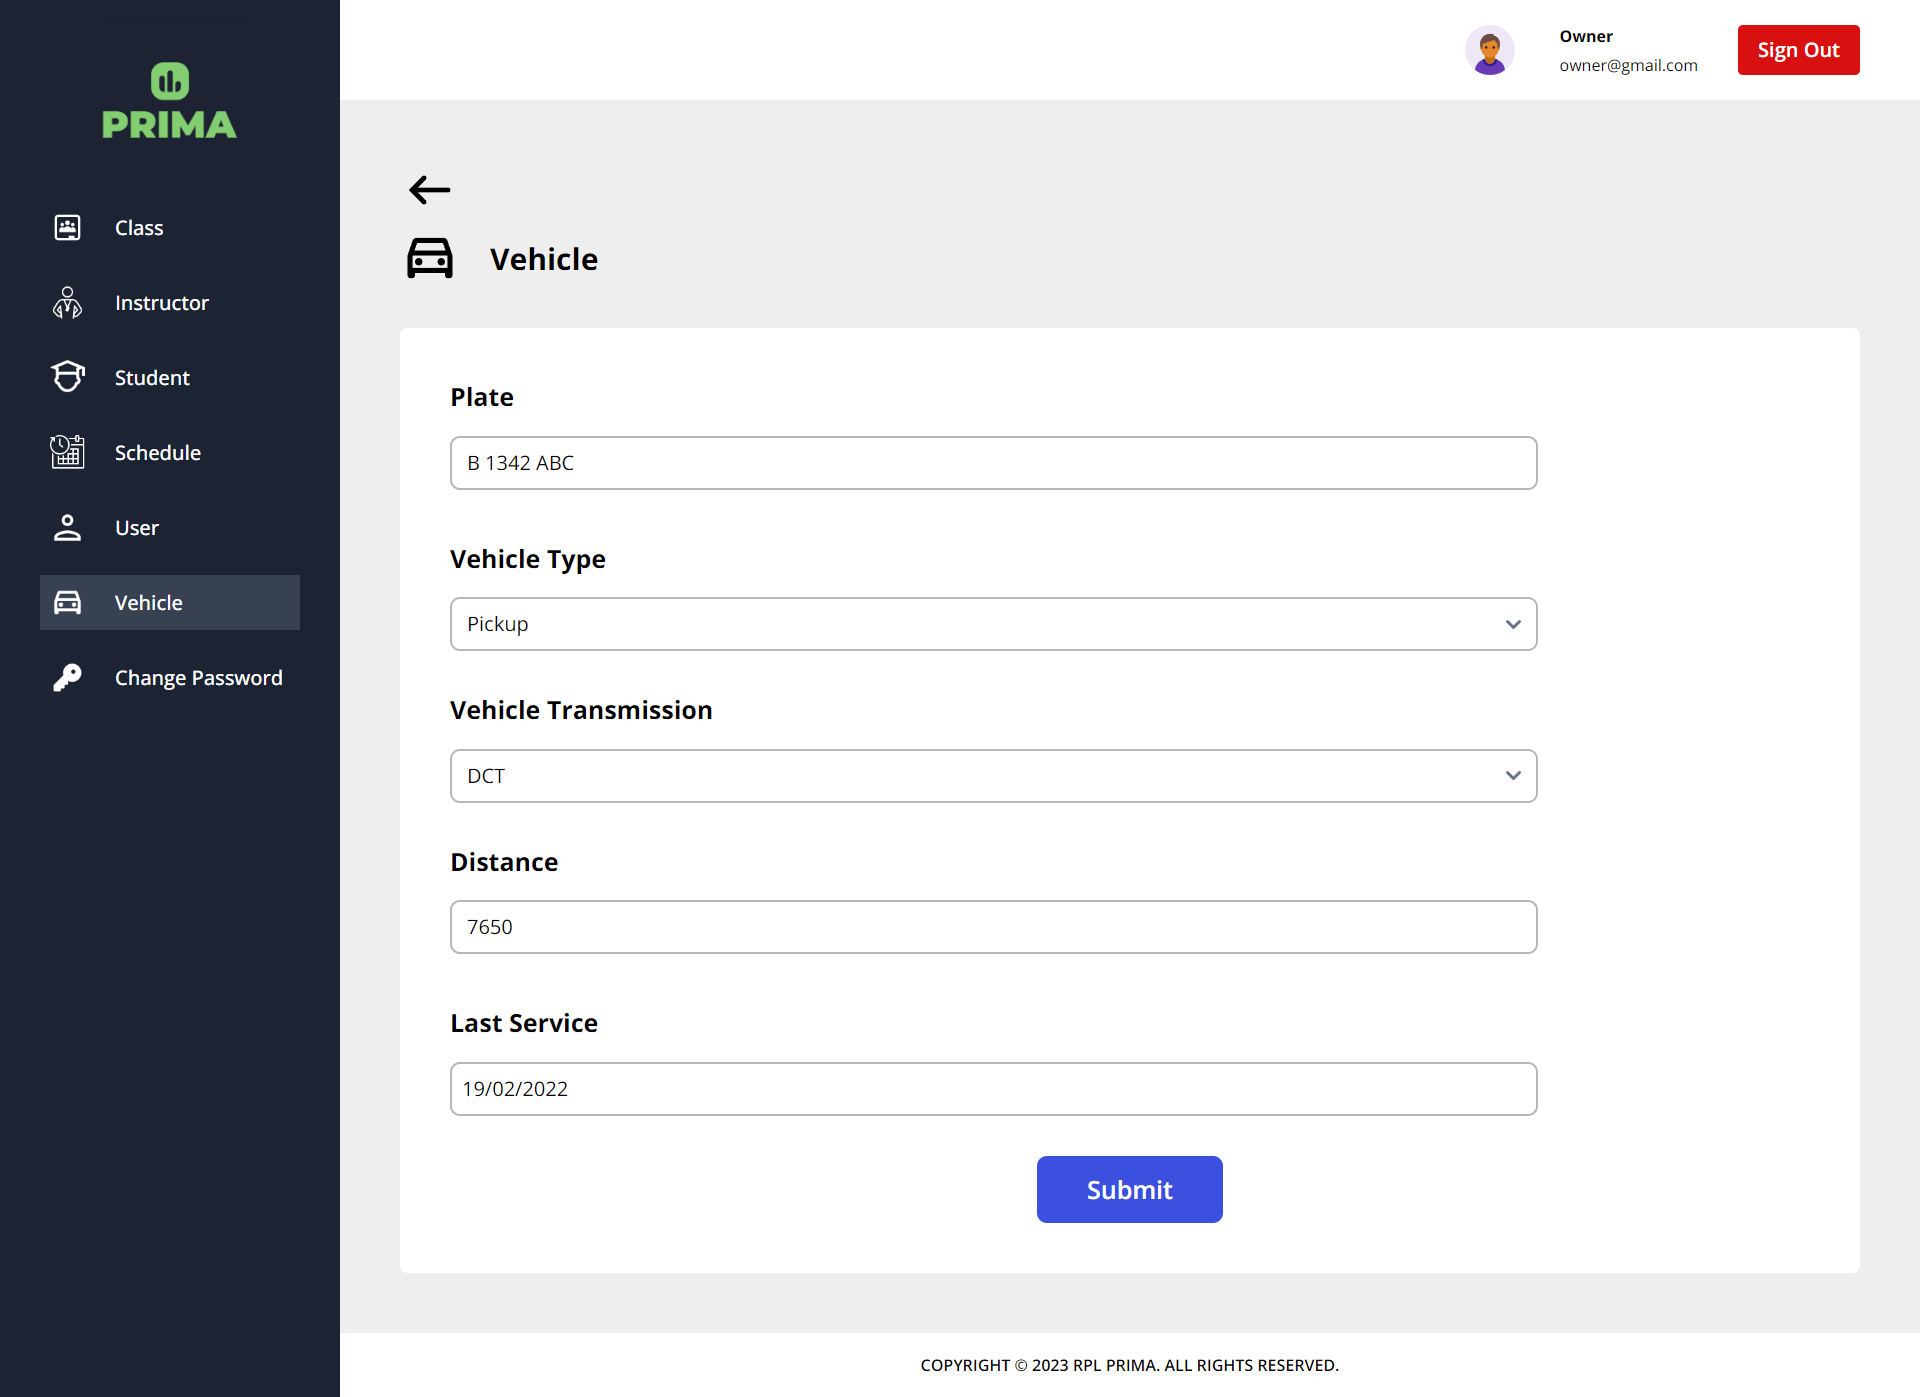 PRIMA
Class
Instructor
Student
Schedule
User
Vehicle
Change Password
Owner
owner@gmail.com
Sign Out
Vehicle
Plate
B 1342 ABC
Vehicle Type
Pickup
Vehicle Transmission
DCT
Distance
7650
Last Service
19/02/2022
Submit
COPYRIGHT © 2023 RPL PRIMA. ALL RIGHTS RESERVED.